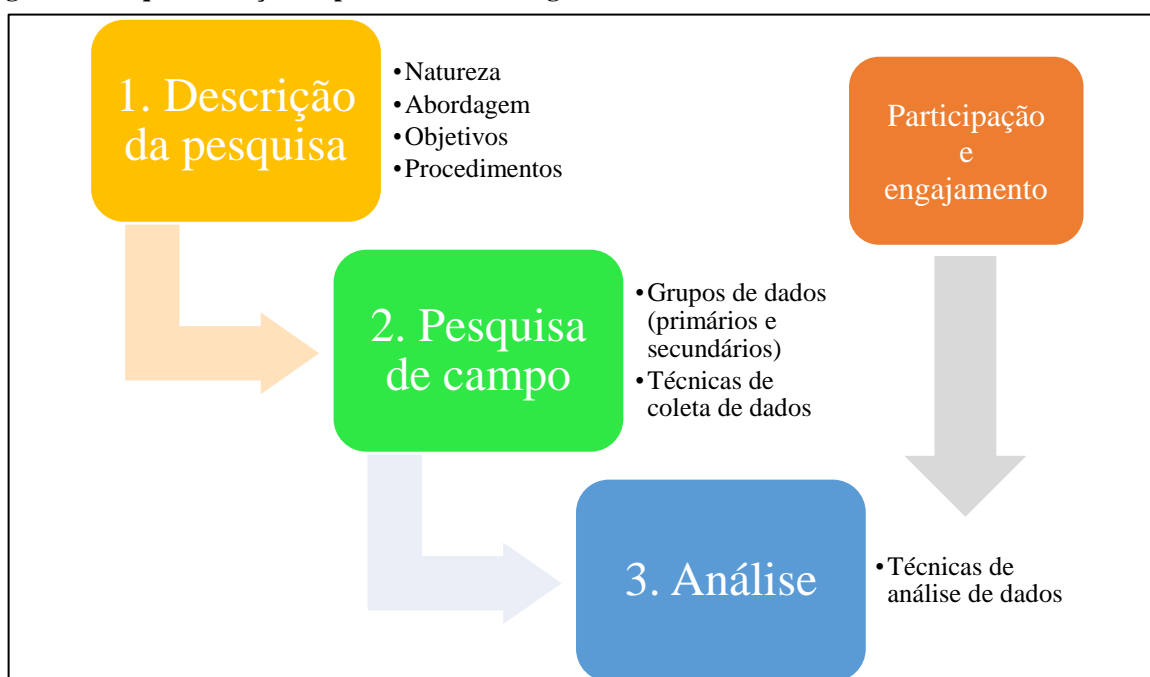 1. Descrição
da pesquisa
•Natureza
•Abordagem
•Objetivos
•Procedimentos
Participação
e
engajamento
2. Pesquisa
de campo
•Grupos de dados
(primários e
secundários)
•Técnicas de
coleta de dados
3. Análise
•Técnicas de
análise de dados